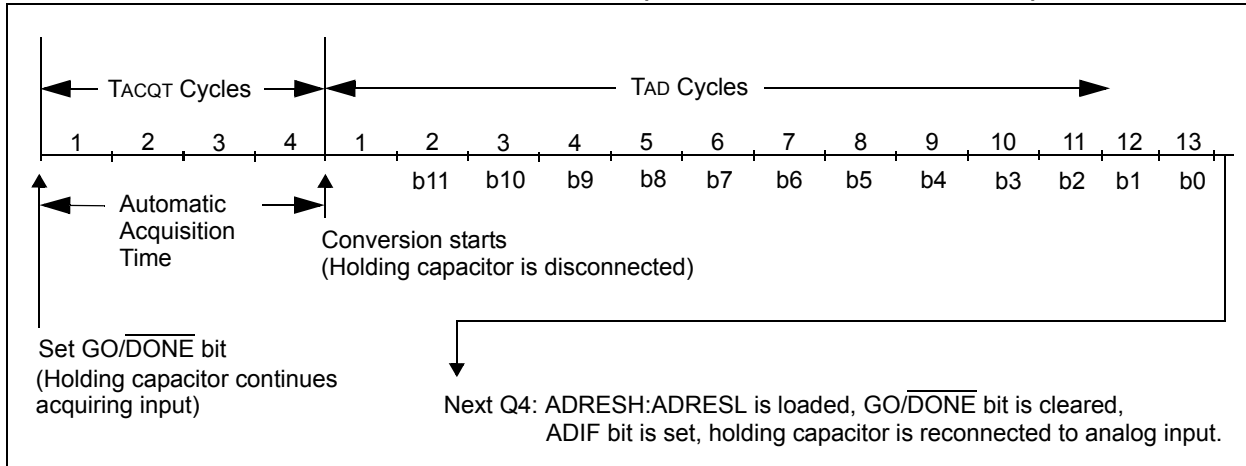 TACQT Cycles TAD Cycles
1 2 3 4 1 2 3 4 5 6 7 8 9 10 11 12 13
b11 b10 b9 b8 b7 b6 b5 b4 b3 b2 b1 b0
Automatic
Acquisition
Time
Conversion starts
(Holding capacitor is disconnected)
Set GO/DONE bit
(Holding capacitor continues
acquiring input)
Next Q4: ADRESH:ADRESL is loaded, GO/DONE bit is cleared,
ADIF bit is set, holding capacitor is reconnected to analog input.